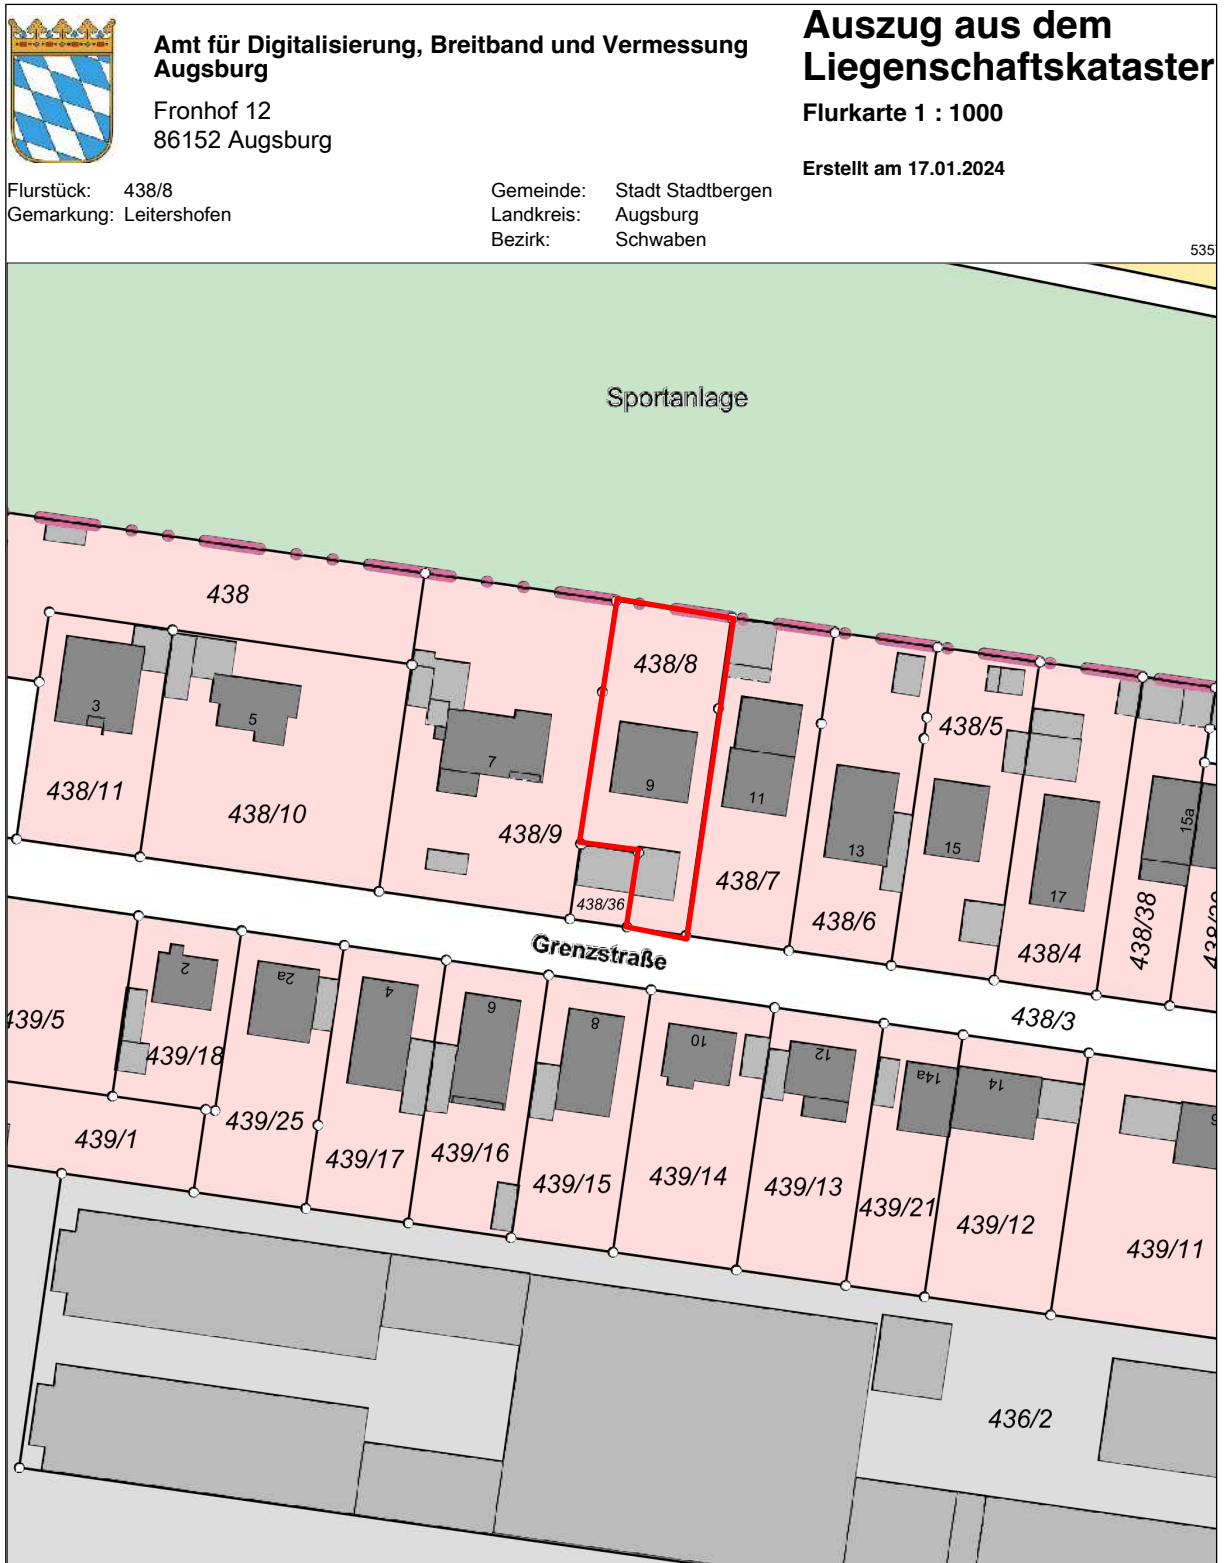 Amt für Digitalisierung, Breitband und Vermessung
Augsburg
Fronhof 12
86152 Augsburg
Auszug aus dem
Liegenschaftskataster
Flurkarte 1 : 1000
Erstellt am 17.01.2024
Flurstück: 438/8
Gemarkung: Leitershofen
Gemeinde: Stadt Stadtbergen
Landkreis: Augsburg
Bezirk: Schwaben
535
Sportanlage
438
438/8
3
5
7
9
11
13
15
17
15a
438/5
438/11
438/10
438/9
438/7
438/6
438/4
438/38
438/36
Grenzstraße
438/3
2
2a
4
6
8
10
12
14a
14
439/5
439/18
439/25
439/1
439/17
439/16
439/15
439/14
439/13
439/21
439/12
439/11
436/2